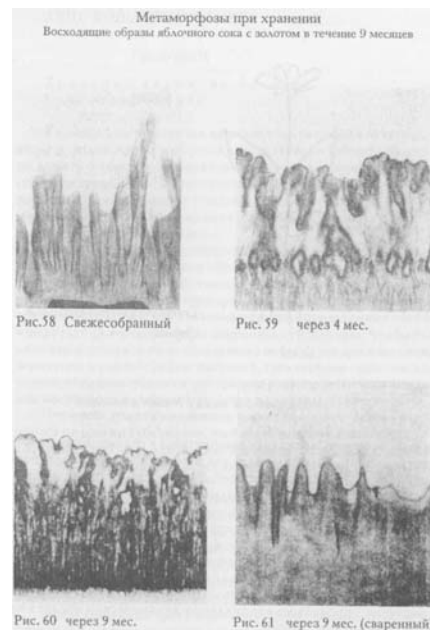 Метаморфозы при хранении
Восходящие образы яблочного сока с золотом в течение 9 месяцев
Рис.58 Свежесобранный
Рис. 59 через 4 мес.
Рис. 60 через 9 мес.
Рис. 61 через 9 мес. (сваренный